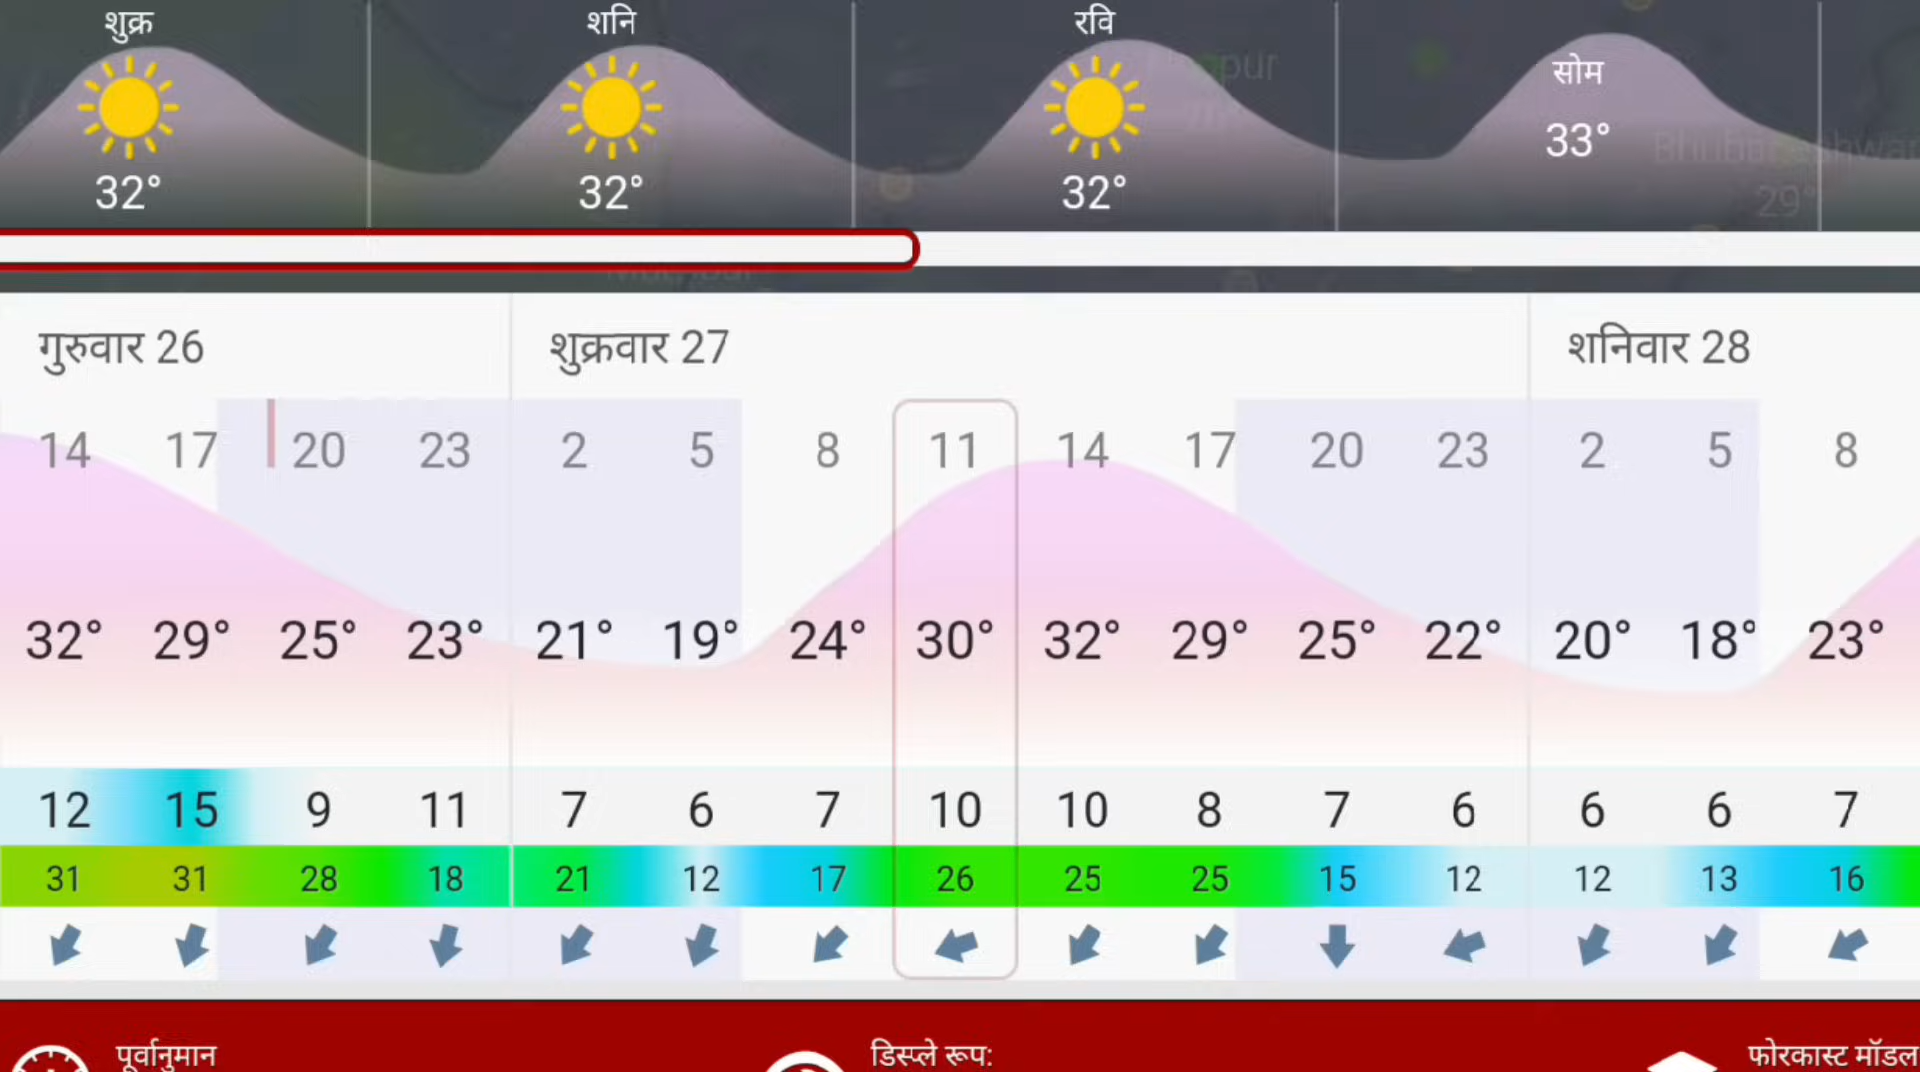 शुक्र शनि रवि सोम
32° 32° 32° 33°
29°
गुरुवार 26 शुक्रवार 27 शनिवार 28
14 17 20 23 2 5 8 11 14 17 20 23 2 5 8
32° 29° 25° 23° 21° 19° 24° 30° 32° 29° 25° 22° 20° 18° 23°
12 15 9 11 7 6 7 10 10 8 7 6 6 6 7
31 31 28 18 21 12 17 26 25 25 15 12 12 13 16
पूर्वानुमान डिस्प्ले रूप: फोरकास्ट मॉडल